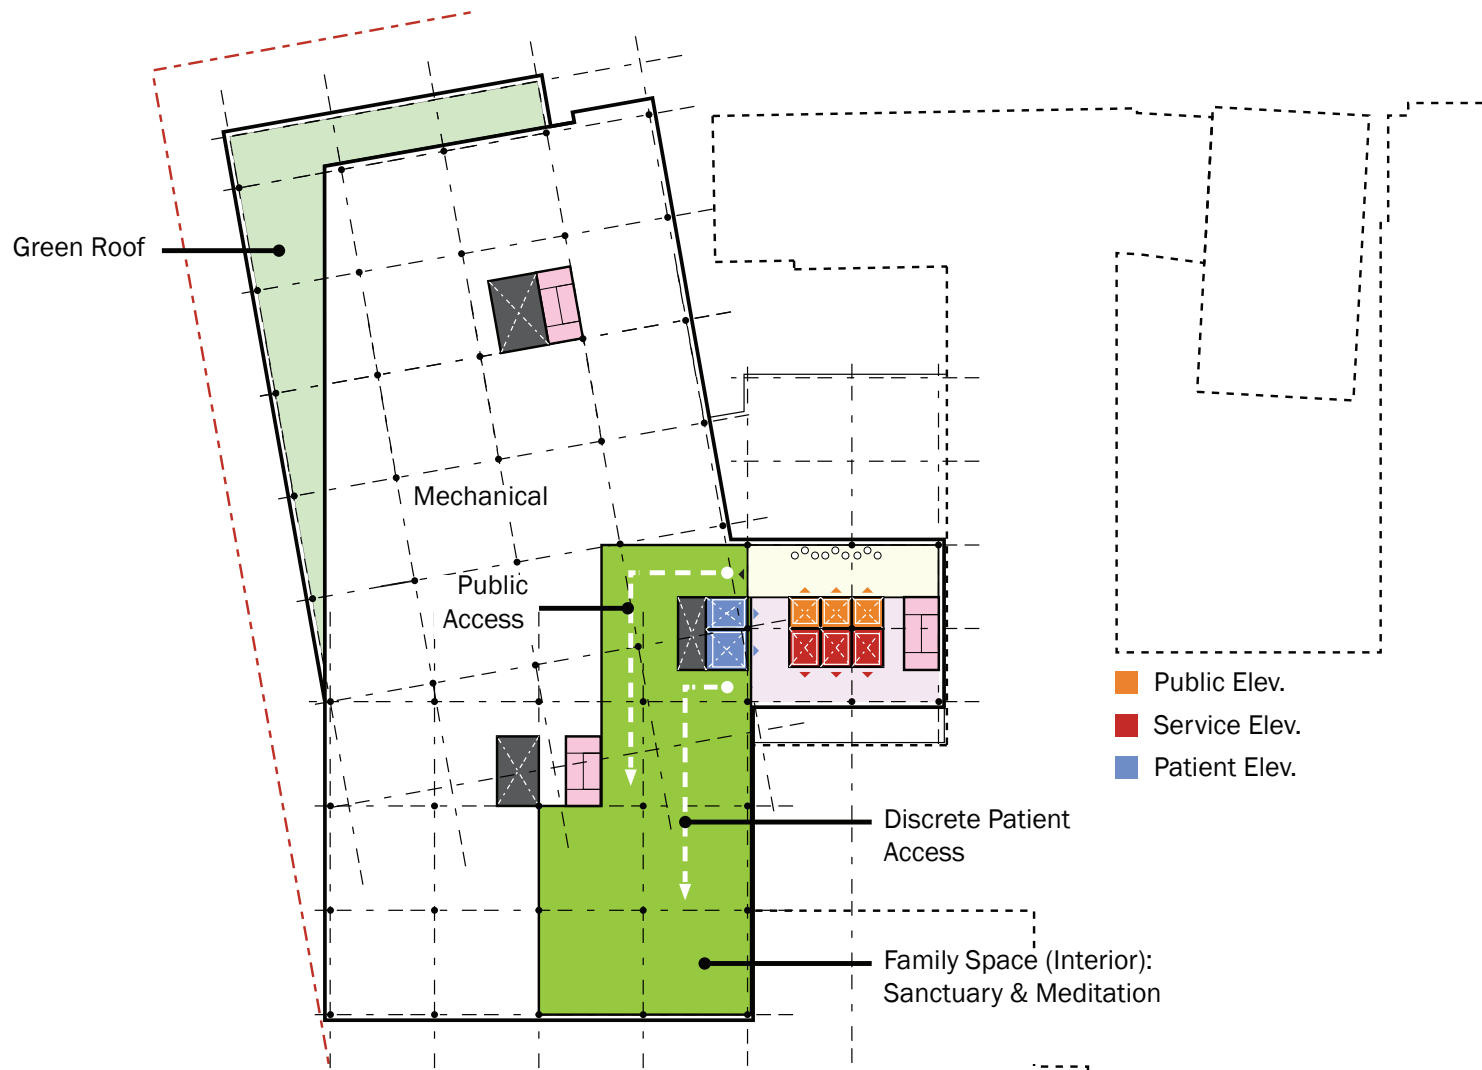 Green Roof
Mechanical
Public
Access
Public Elev.
Service Elev.
Patient Elev.
Discrete Patient
Access
Family Space (Interior):
Sanctuary & Meditation